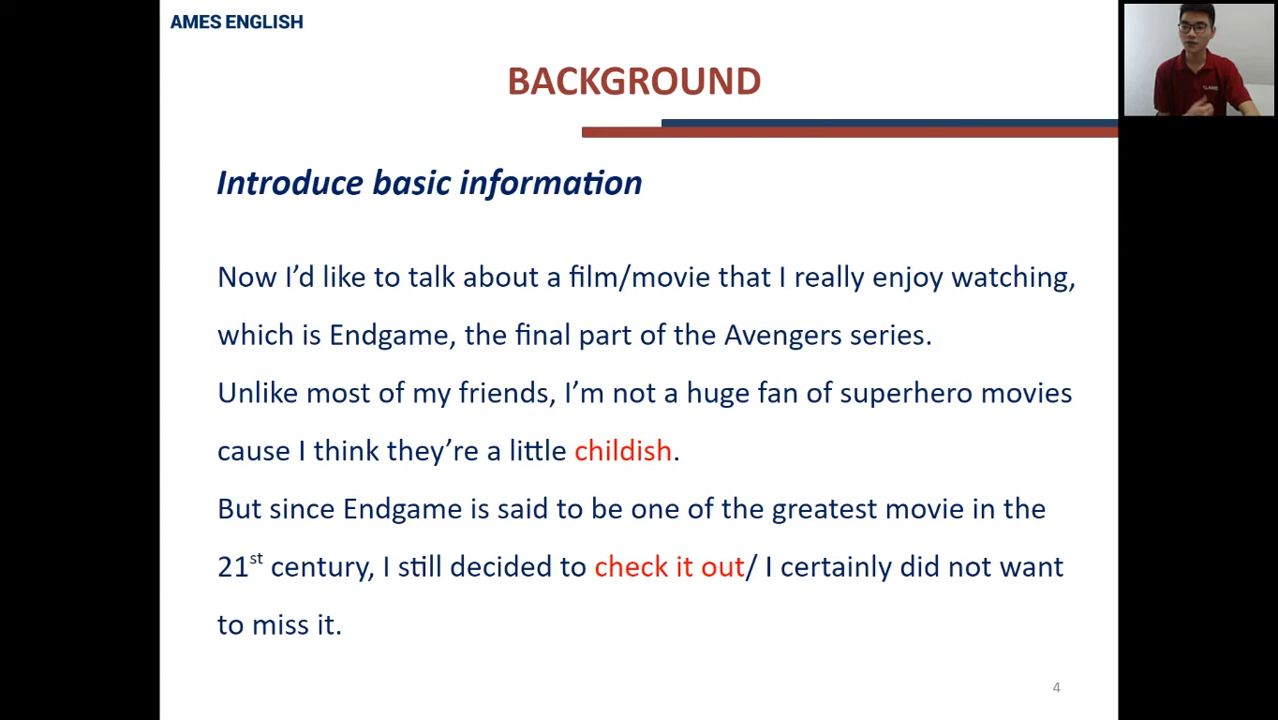 AMES ENGLISH
BACKGROUND
Introduce basic information
Now I’d like to talk about a film/movie that I really enjoy watching,
which is Endgame, the final part of the Avengers series.
Unlike most of my friends, I’m not a huge fan of superhero movies
cause I think they’re a little childish.
But since Endgame is said to be one of the greatest movie in the
21st century, I still decided to check it out/ I certainly did not want
to miss it.
4